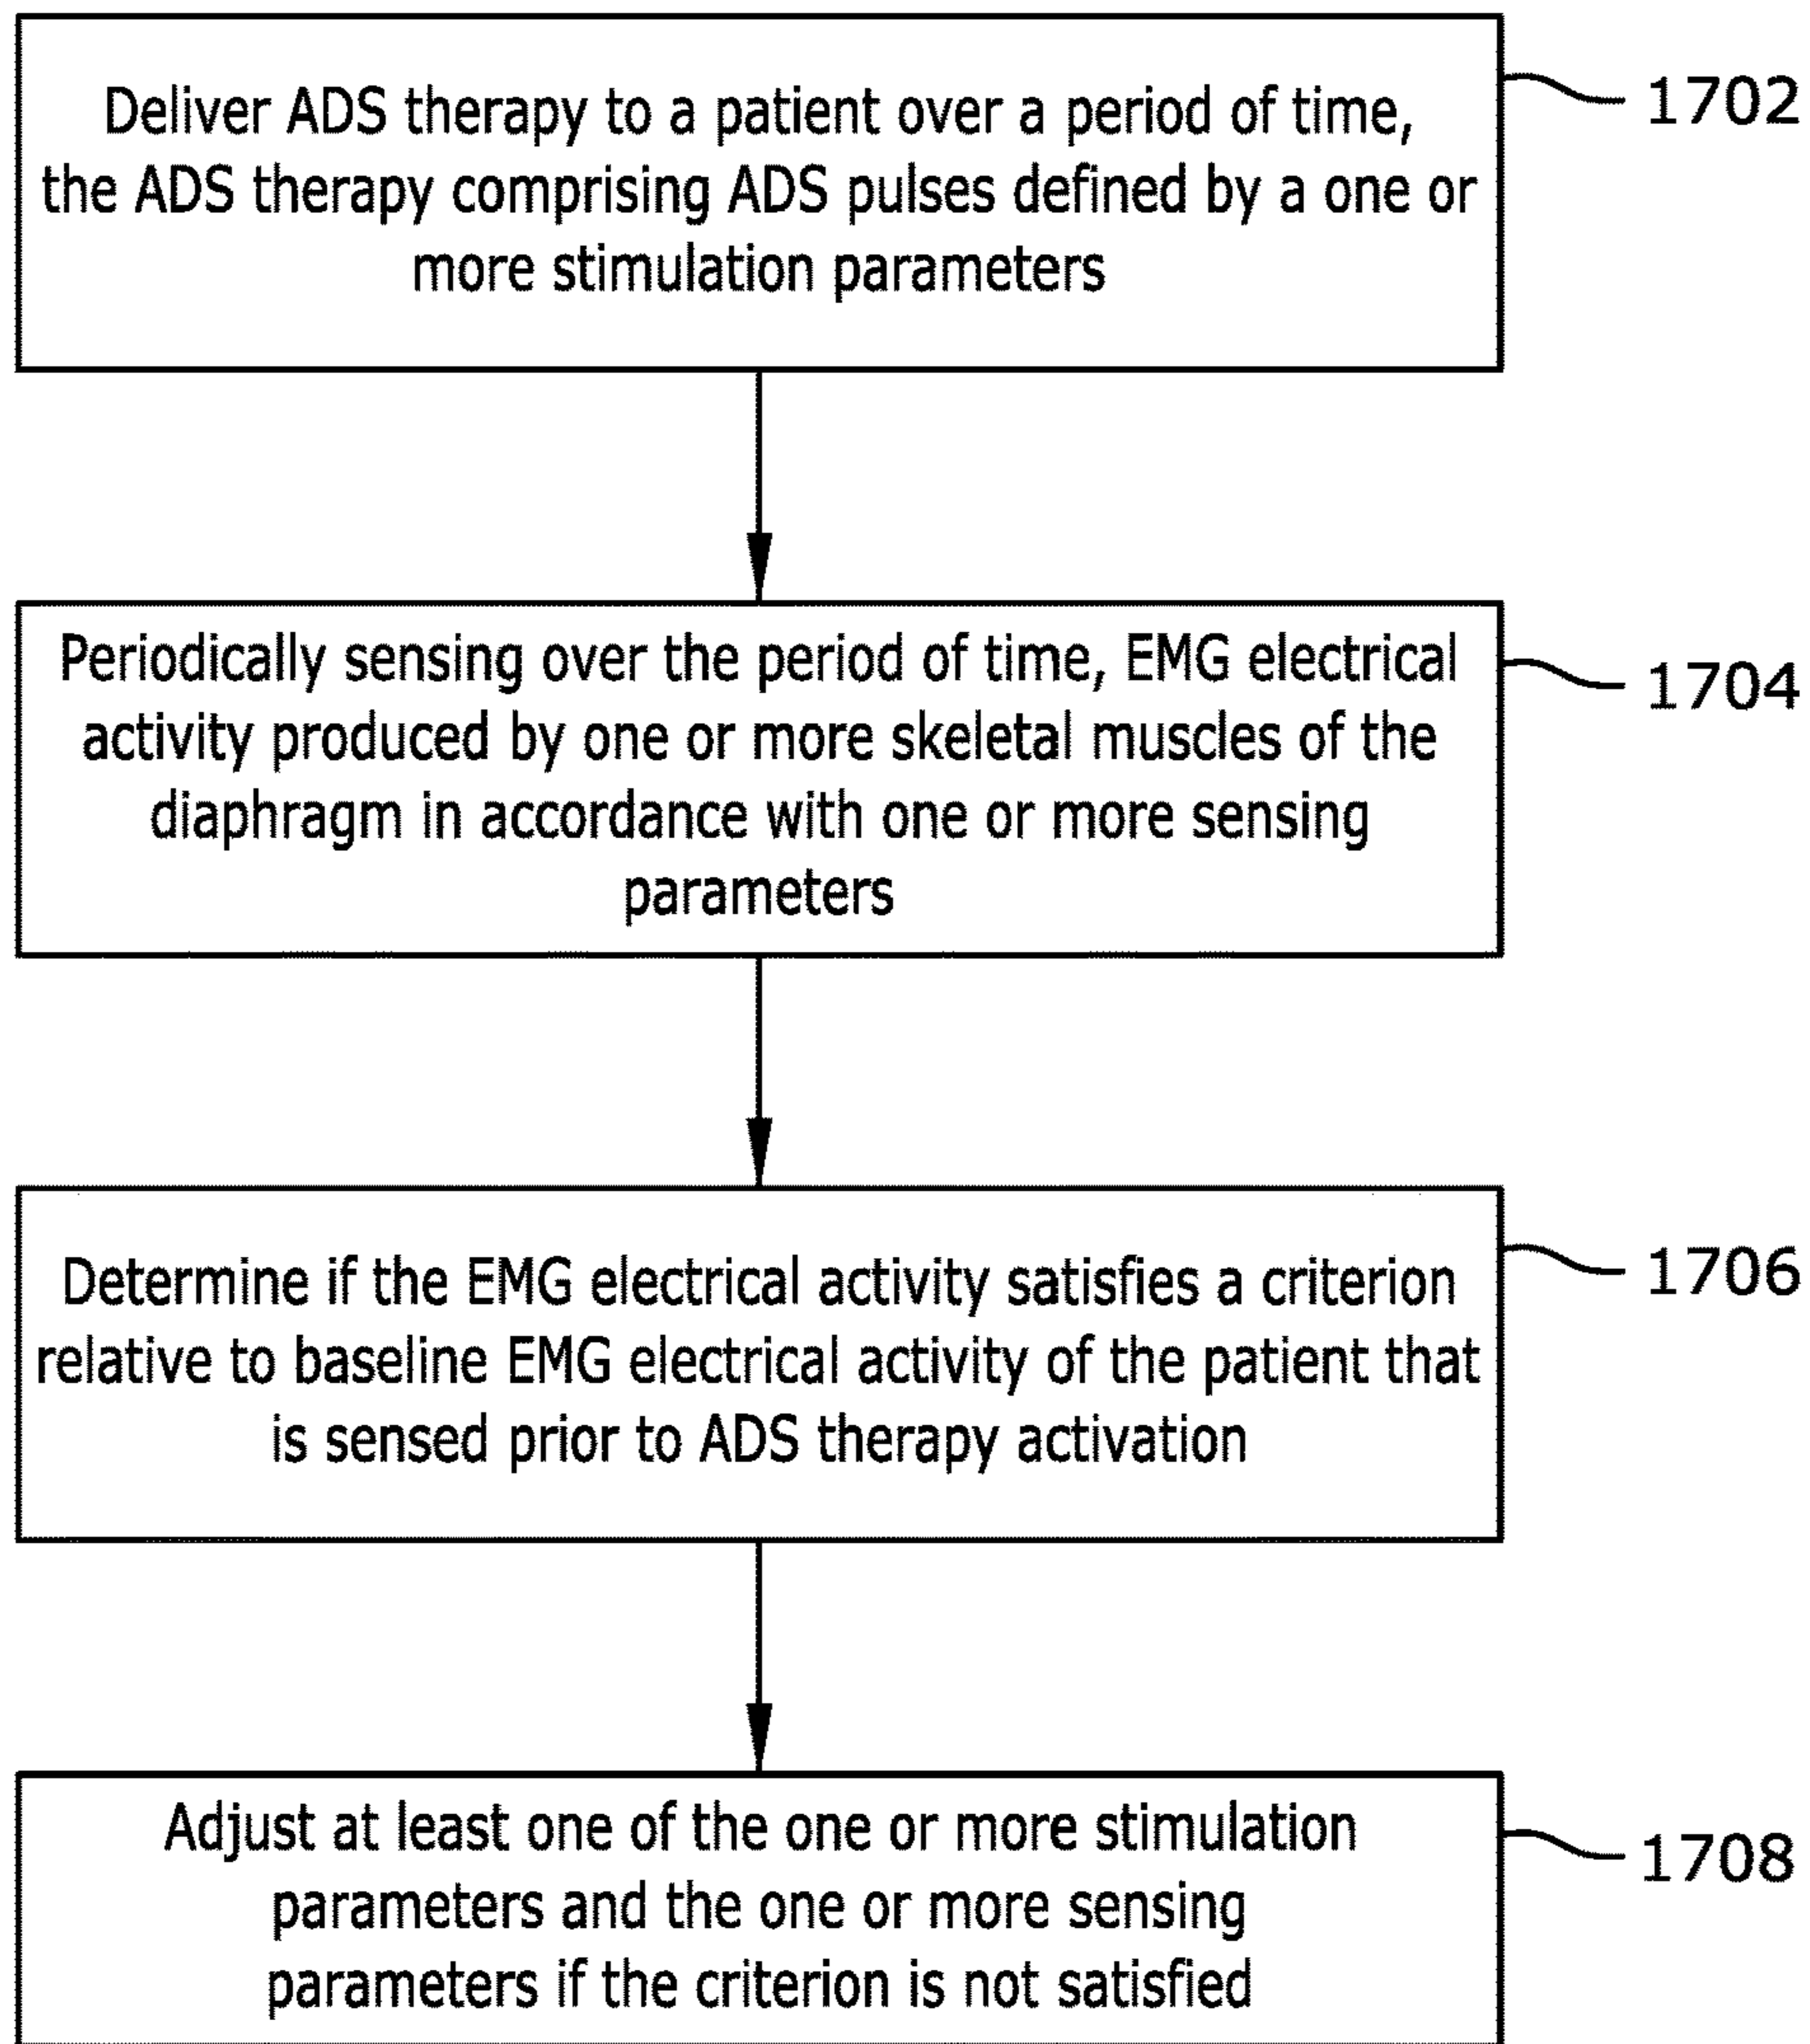 Deliver ADS therapy to a patient over a period of time,
the ADS therapy comprising ADS pulses defined by a one or
more stimulation parameters
1702
Periodically sensing over the period of time, EMG electrical
activity produced by one or more skeletal muscles of the
diaphragm in accordance with one or more sensing
parameters
1704
Determine if the EMG electrical activity satisfies a criterion
relative to baseline EMG electrical activity of the patient that
is sensed prior to ADS therapy activation
1706
Adjust at least one of the one or more stimulation
parameters and the one or more sensing
parameters if the criterion is not satisfied
1708